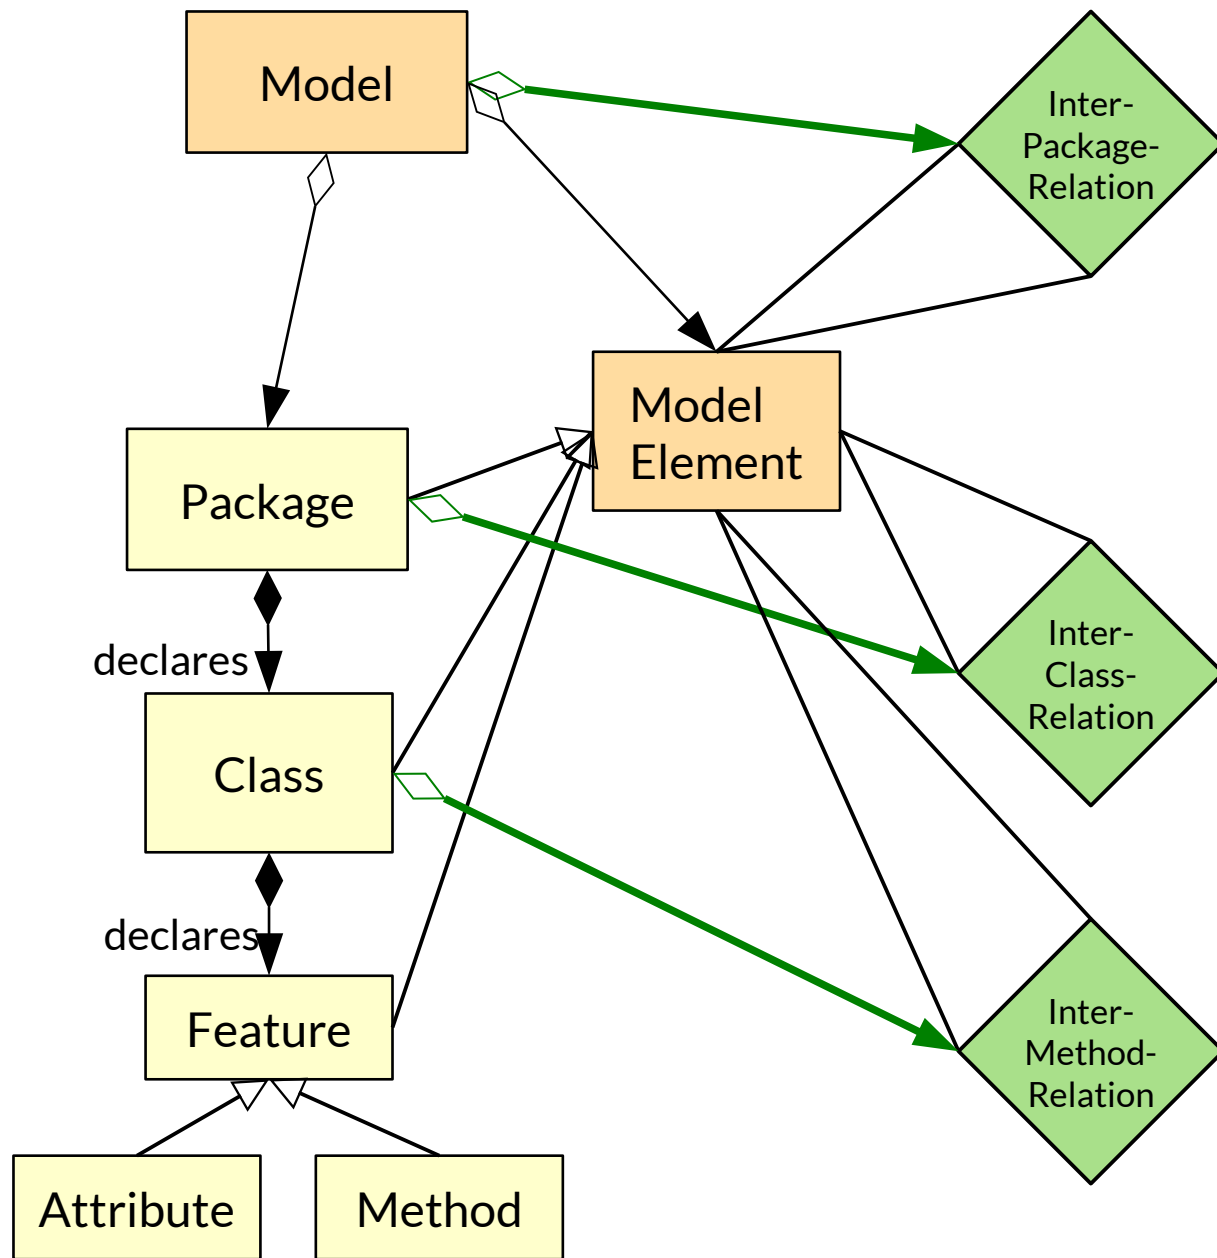 Model
Inter-
Package-
Relation
Model
Element
Package
declares
Inter-
Class-
Relation
Class
declares
Feature
Inter-
Method-
Relation
Attribute
Method